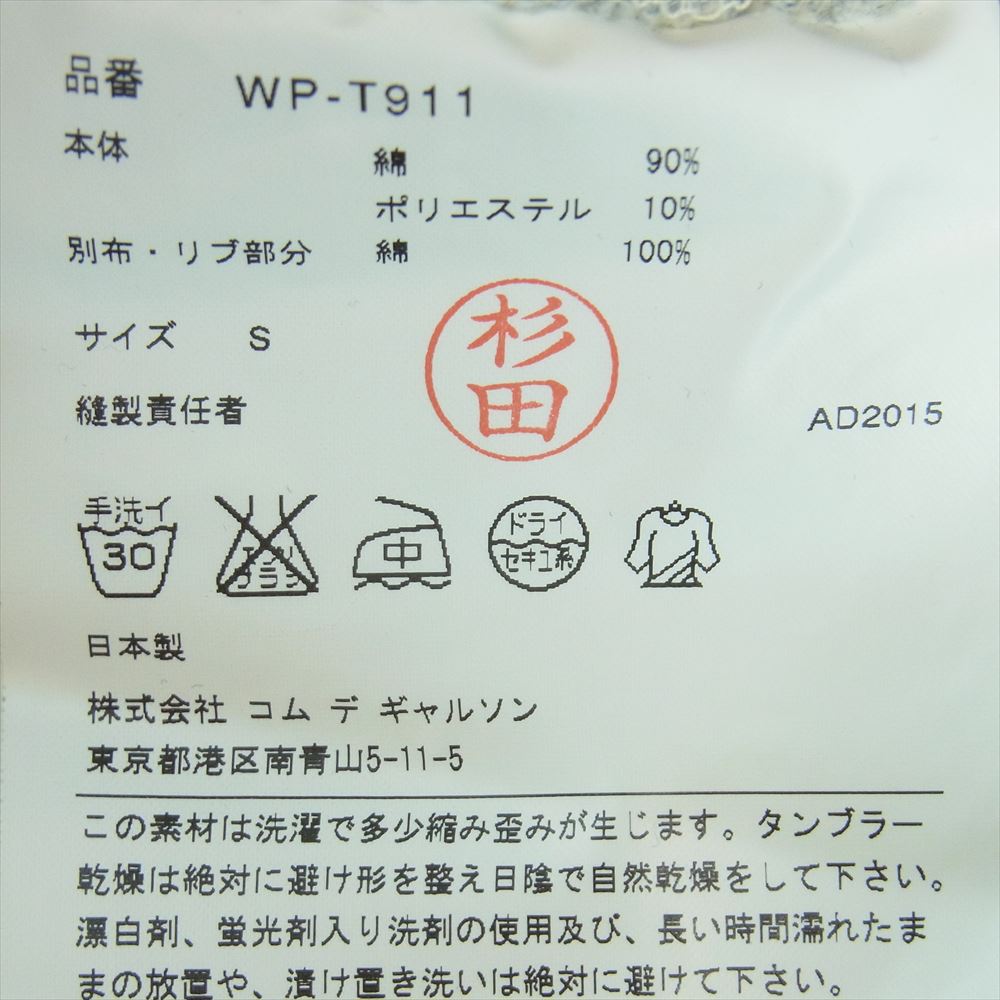 品番 WP-T911
本体 綿 90%
ポリエステル 10%
別布・リブ部分 綿 100%
サイズ S
杉田
縫製責任者
AD2015
手洗イ 30
エンソ サラシ
中
ドライ セキユ系
日本製
株式会社 コム デ ギャルソン
東京都港区南青山5-11-5
この素材は洗濯で多少縮み歪みが生じます。タンブラー
乾燥は絶対に避け形を整え日陰で自然乾燥をして下さい。
漂白剤、蛍光剤入り洗剤の使用及び、長い時間濡れたま
まの放置や、漬け置き洗いは絶対に避けて下さい。